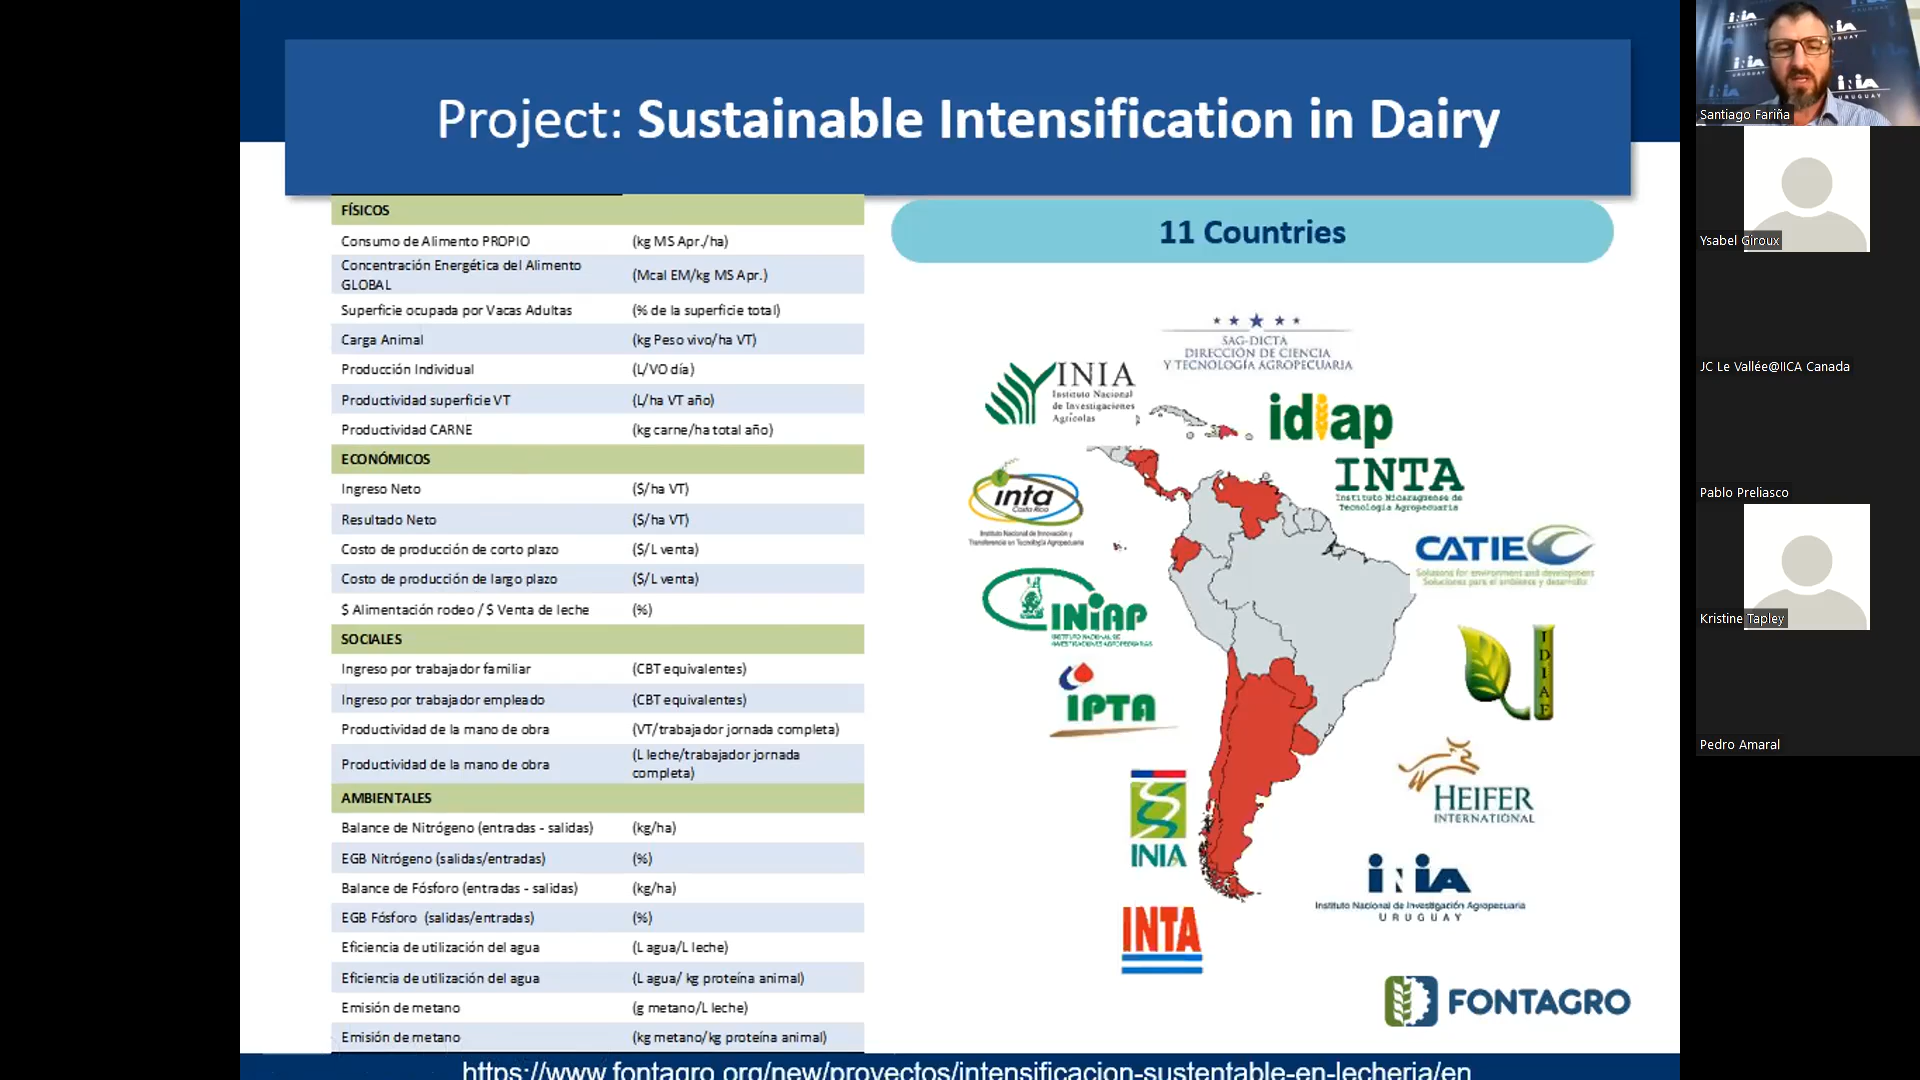 Project: Sustainable Intensification in Dairy
FÍSICOS
Consumo de Alimento PROPIO (kg MS Apr./ha)
Concentración Energética del Alimento
GLOBAL (Mcal EM/kg MS Apr.)
Superficie ocupada por Vacas Adultas (% de la superficie total)
Carga Animal (kg Peso vivo/ha VT)
Producción Individual (L/VO día)
Productividad superficie VT (L/ha VT año)
Productividad CARNE (kg carne/ha total año)
ECONÓMICOS
Ingreso Neto ($/ha VT)
Resultado Neto ($/ha VT)
Costo de producción de corto plazo ($/L venta)
Costo de producción de largo plazo ($/L venta)
$ Alimentación rodeo / $ Venta de leche (%)
SOCIALES
Ingreso por trabajador familiar (CBT equivalentes)
Ingreso por trabajador empleado (CBT equivalentes)
Productividad de la mano de obra (VT/trabajador jornada completa)
Productividad de la mano de obra (L leche/trabajador jornada
completa)
AMBIENTALES
Balance de Nitrógeno (entradas - salidas) (kg/ha)
EGB Nitrógeno (salidas/entradas) (%)
Balance de Fósforo (entradas - salidas) (kg/ha)
EGB Fósforo (salidas/entradas) (%)
Eficiencia de utilización del agua (L agua/L leche)
Eficiencia de utilización del agua (L agua/ kg proteína animal)
Emisión de metano (g metano/L leche)
Emisión de metano (kg metano/kg proteína animal)
11 Countries
SAG-DICTA
DIRECCIÓN DE CIENCIA
Y TECNOLOGÍA AGROPECUARIA
INIA
Instituto Nacional
de Investigaciones
Agrícolas
idiap
INTA
Instituto Nicaragüense de
Tecnología Agropecuaria
inta
Costa Rica
Instituto Nacional de Innovación y
Transferencia en Tecnología Agropecuaria
CATIE
Solutions for environment and development
Soluciones para el ambiente y desarrollo
INIAP
INSTITUTO NACIONAL DE
INVESTIGACIONES AGROPECUARIAS
IDIAF
IPTA
HEIFER
INTERNATIONAL
INIA
INIA
Instituto Nacional de Investigación Agropecuaria
URUGUAY
INTA
FONTAGRO
https://www.fontagro.org/new/proyectos/intensificacion-sustentable-en-lecheria/en
INIA
URUGUAY
Santiago Fariña
Ysabel Giroux
JC Le Vallée@IICA Canada
Pablo Preliasco
Kristine Tapley
Pedro Amaral